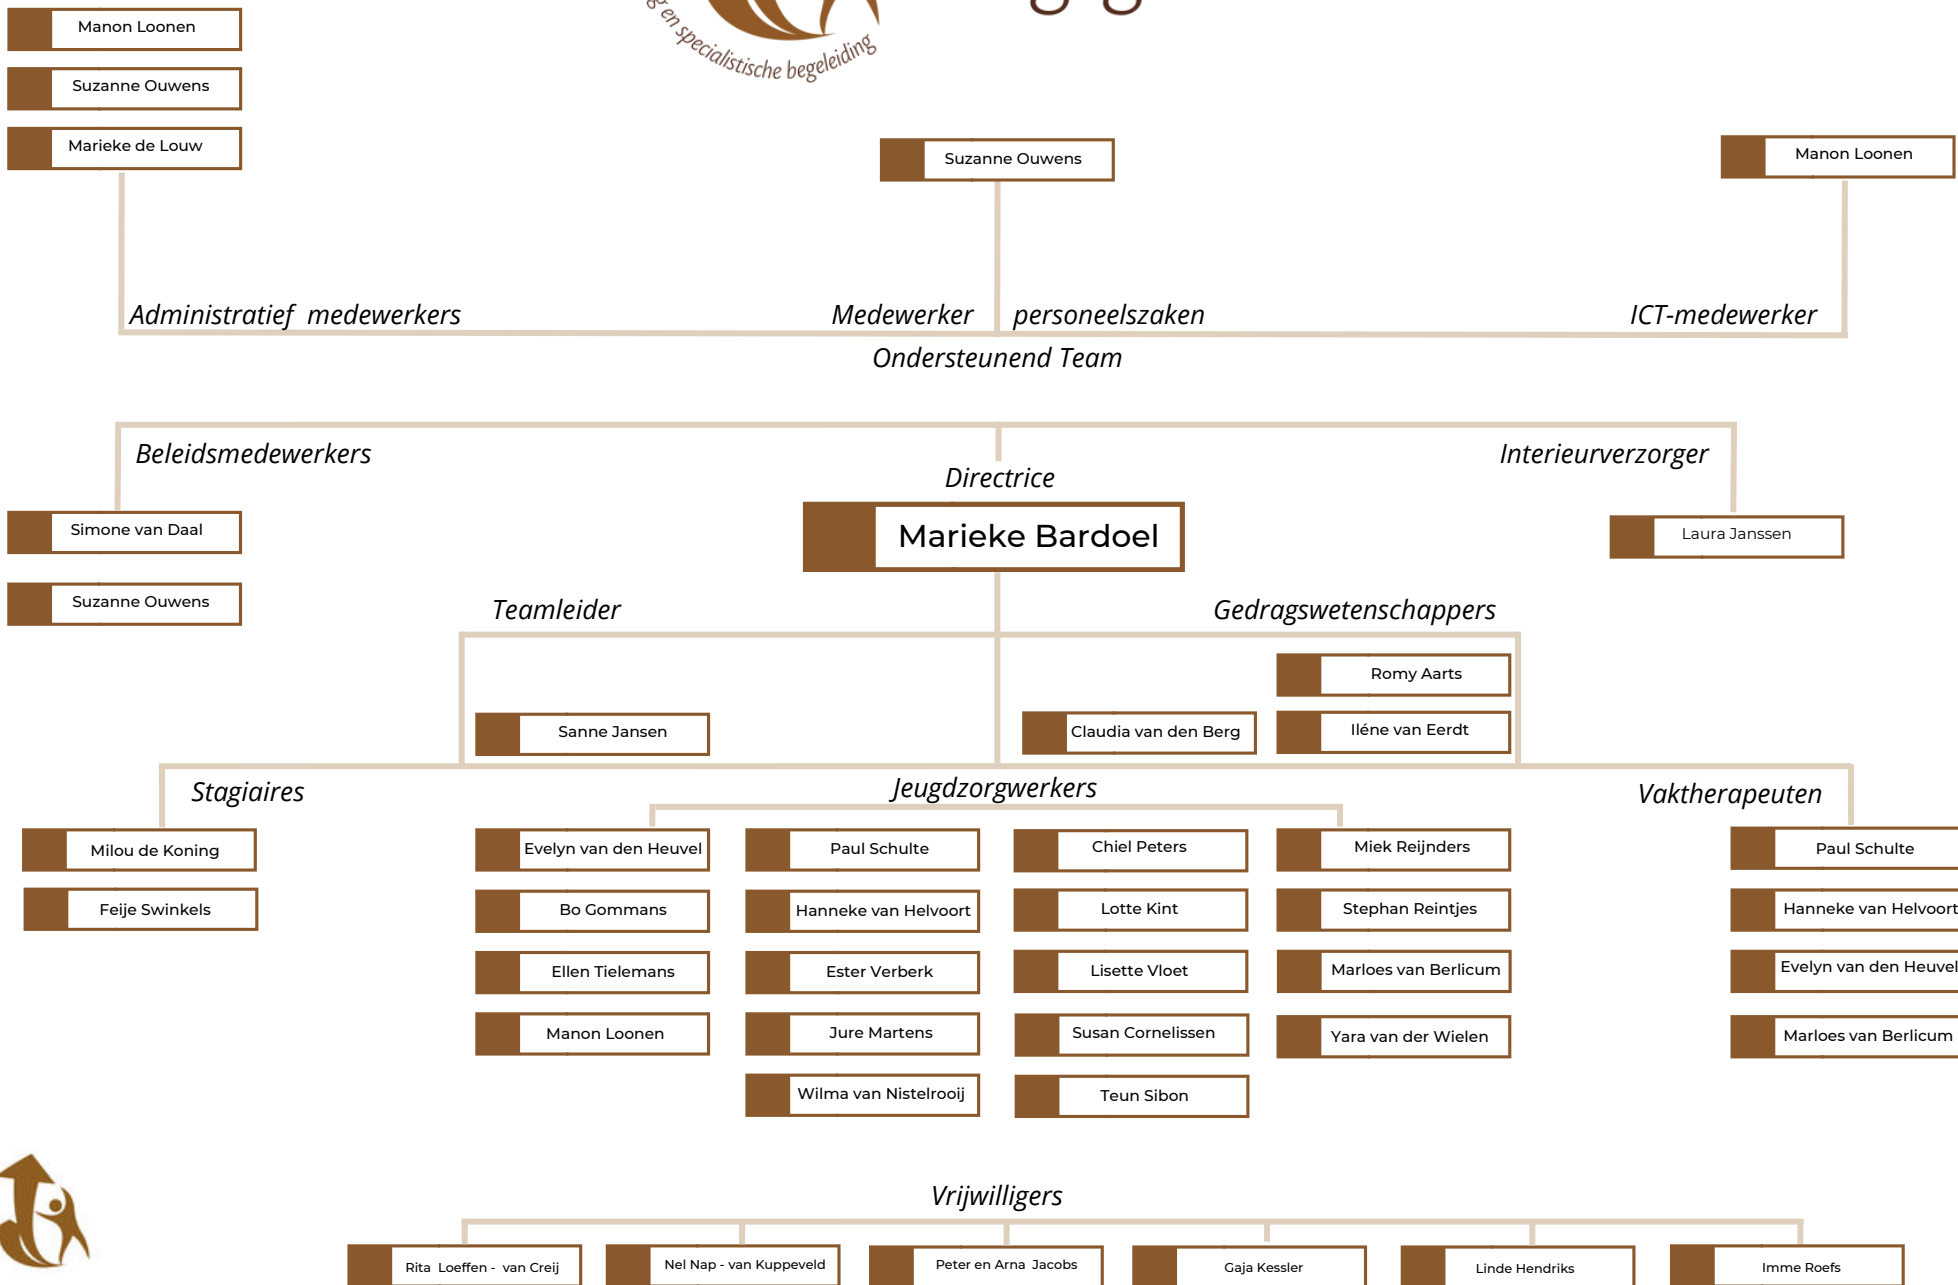 en specialistische begeleiding
Manon Loonen
Suzanne Ouwens
Marieke de Louw
Suzanne Ouwens
Manon Loonen
Administratief medewerkers
Medewerker personeelszaken
ICT-medewerker
Ondersteunend Team
Beleidsmedewerkers
Interieurverzorger
Directrice
Marieke Bardoel
Simone van Daal
Laura Janssen
Suzanne Ouwens
Teamleider
Gedragswetenschappers
Romy Aarts
Sanne Jansen
Claudia van den Berg
Iléne van Eerdt
Stagiaires
Jeugdzorgwerkers
Vaktherapeuten
Milou de Koning
Feije Swinkels
Evelyn van den Heuvel
Bo Gommans
Ellen Tielemans
Manon Loonen
Paul Schulte
Hanneke van Helvoort
Ester Verberk
Jure Martens
Wilma van Nistelrooij
Chiel Peters
Lotte Kint
Lisette Vloet
Susan Cornelissen
Teun Sibon
Miek Reijnders
Stephan Reintjes
Marloes van Berlicum
Yara van der Wielen
Paul Schulte
Hanneke van Helvoort
Evelyn van den Heuvel
Marloes van Berlicum
Vrijwilligers
Rita Loeffen - van Creij
Nel Nap - van Kuppeveld
Peter en Arna Jacobs
Gaja Kessler
Linde Hendriks
Imme Roefs